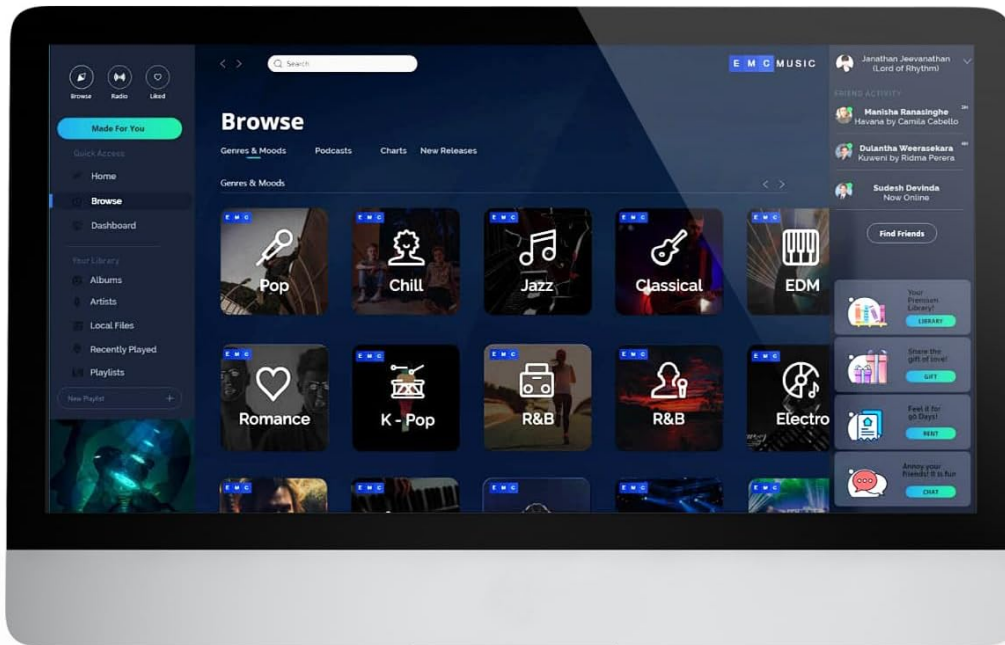 Browse
Radio
Liked
Made For You
Quick Access
Home
Browse
Dashboard
Your Library
Albums
Artists
Local Files
Recently Played
Playlists
New Playlist +
< >
Search
E M C MUSIC
Browse
Genres & Moods Podcasts Charts New Releases
Genres & Moods
< >
E M C
Pop
E M C
Chill
E M C
Jazz
E M C
Classical
E M C
EDM
E M C
Romance
E M C
K - Pop
E M C
R&B
E M C
R&B
E M C
Electro
E M C
E M C
E M C
E M C
E M C
Janathan Jeevanathan
(Lord of Rhythm)
FRIEND ACTIVITY
Manisha Ranasinghe
Havana by Camila Cabello
Dulantha Weerasekara
Kuweni by Ridma Perera
Sudesh Devinda
Now Online
Find Friends
Your
Premium
Library!
LIBRARY
Share the
gift of love!
GIFT
Feel it for
90 Days!
RENT
Annoy your
Friends! It is fun
CHAT